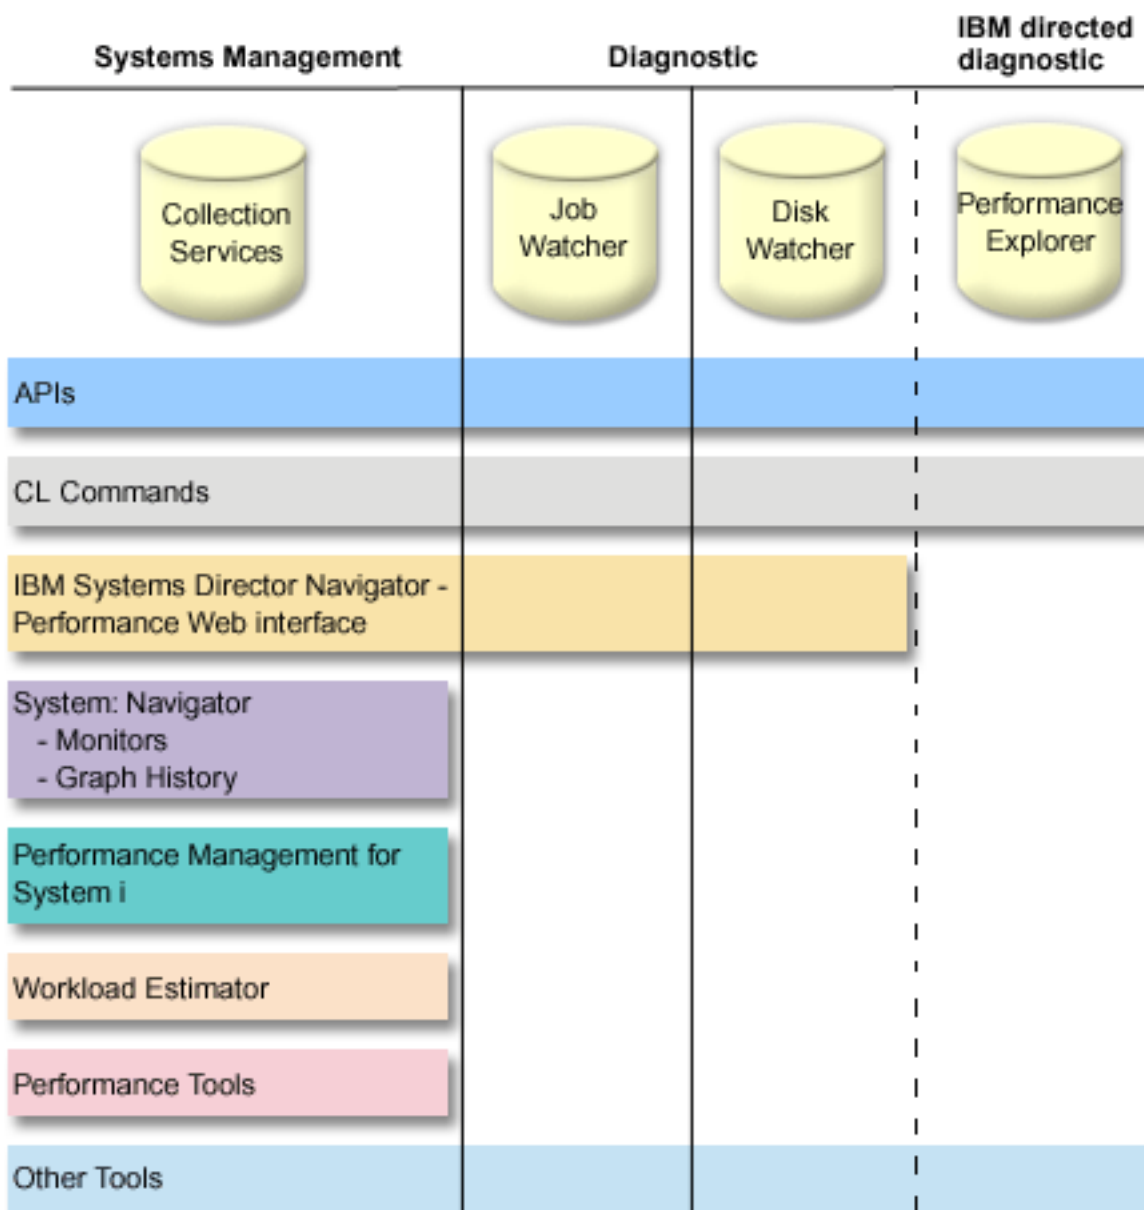 Systems Management
Diagnostic
IBM directed
diagnostic
Collection
Services
Job
Watcher
Disk
Watcher
Performance
Explorer
APIs
CL Commands
IBM Systems Director Navigator -
Performance Web interface
System: Navigator
- Monitors
- Graph History
Performance Management for
System i
Workload Estimator
Performance Tools
Other Tools